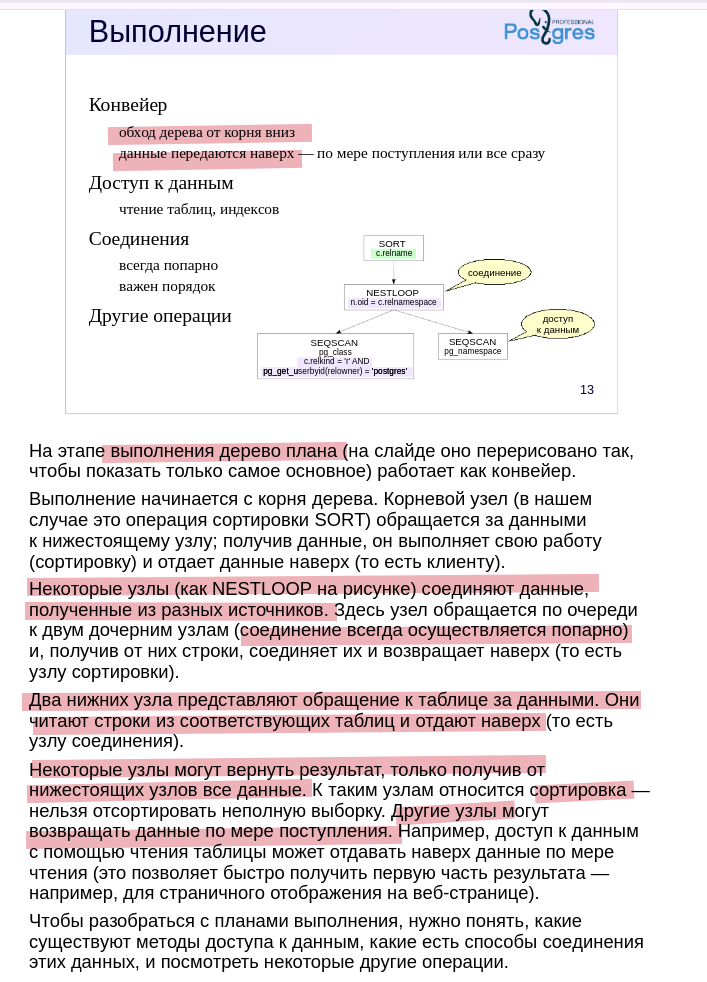 Выполнение
PROFESSIONAL
Postgres
Конвейер
обход дерева от корня вниз
данные передаются наверх — по мере поступления или все сразу
Доступ к данным
чтение таблиц, индексов
Соединения
всегда попарно
важен порядок
Другие операции
SORT
c.relname
соединение
NESTLOOP
n.oid = c.relnamespace
доступ
к данным
SEQSCAN
pg_class
c.relkind = 'r' AND
pg_get_userbyid(relowner) = 'postgres'
SEQSCAN
pg_namespace
13
На этапе выполнения дерево плана (на слайде оно перерисовано так,
чтобы показать только самое основное) работает как конвейер.
Выполнение начинается с корня дерева. Корневой узел (в нашем
случае это операция сортировки SORT) обращается за данными
к нижестоящему узлу; получив данные, он выполняет свою работу
(сортировку) и отдает данные наверх (то есть клиенту).
Некоторые узлы (как NESTLOOP на рисунке) соединяют данные,
полученные из разных источников. Здесь узел обращается по очереди
к двум дочерним узлам (соединение всегда осуществляется попарно)
и, получив от них строки, соединяет их и возвращает наверх (то есть
узлу сортировки).
Два нижних узла представляют обращение к таблице за данными. Они
читают строки из соответствующих таблиц и отдают наверх (то есть
узлу соединения).
Некоторые узлы могут вернуть результат, только получив от
нижестоящих узлов все данные. К таким узлам относится сортировка —
нельзя отсортировать неполную выборку. Другие узлы могут
возвращать данные по мере поступления. Например, доступ к данным
с помощью чтения таблицы может отдавать наверх данные по мере
чтения (это позволяет быстро получить первую часть результата —
например, для страничного отображения на веб-странице).
Чтобы разобраться с планами выполнения, нужно понять, какие
существуют методы доступа к данным, какие есть способы соединения
этих данных, и посмотреть некоторые другие операции.